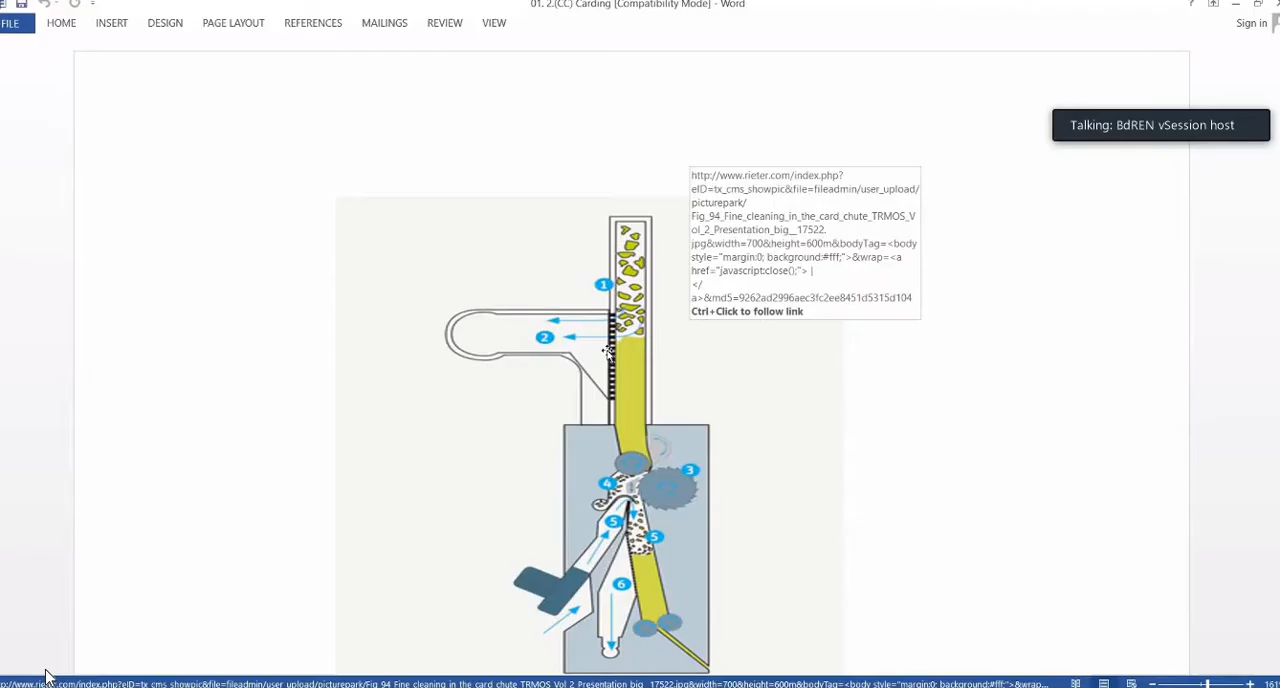 01. 2.(CC) Carding [Compatibility Mode] - Word
FILE HOME INSERT DESIGN PAGE LAYOUT REFERENCES MAILINGS REVIEW VIEW
Sign in
Talking: BdREN vSession host
http://www.rieter.com/index.php?
eID=tx_cms_showpic&file=fileadmin/user_upload/
picturepark/
Fig_94_Fine_cleaning_in_the_card_chute_TRMOS_V
ol_2_Presentation_big__17522.
jpg&width=700&height=600m&bodyTag=<body
style="margin:0; background:#fff;">&wrap=<a
href="javascript:close();"> |
</
a>&md5=9262ad2996aec3fc2ee8451d5315d104
Ctrl+Click to follow link
1
2
3
4
5
5
6